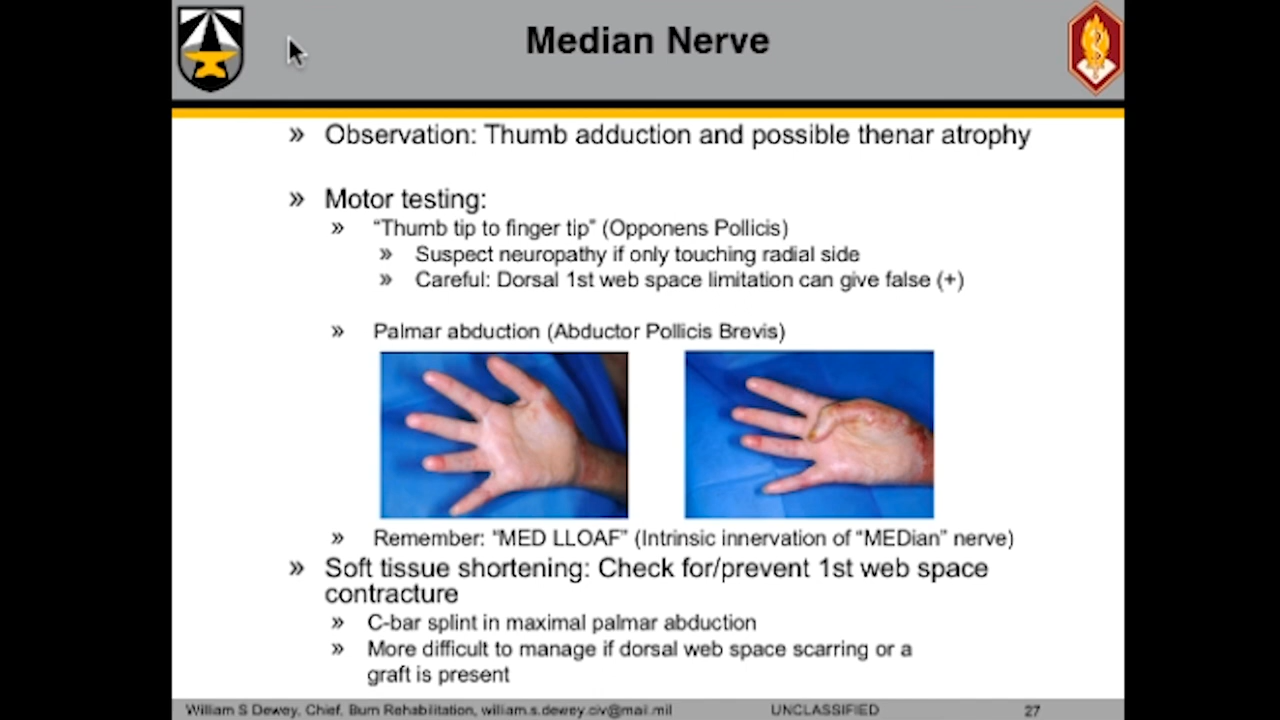 Median Nerve
» Observation: Thumb adduction and possible thenar atrophy
» Motor testing:
» “Thumb tip to finger tip” (Opponens Pollicis)
» Suspect neuropathy if only touching radial side
» Careful: Dorsal 1st web space limitation can give false (+)
» Palmar abduction (Abductor Pollicis Brevis)
» Remember: “MED LLOAF” (Intrinsic innervation of “MEDian” nerve)
» Soft tissue shortening: Check for/prevent 1st web space
contracture
» C-bar splint in maximal palmar abduction
» More difficult to manage if dorsal web space scarring or a
graft is present
William S Dewey, Chief, Burn Rehabilitation, william.s.dewey.civ@mail.mil UNCLASSIFIED 27